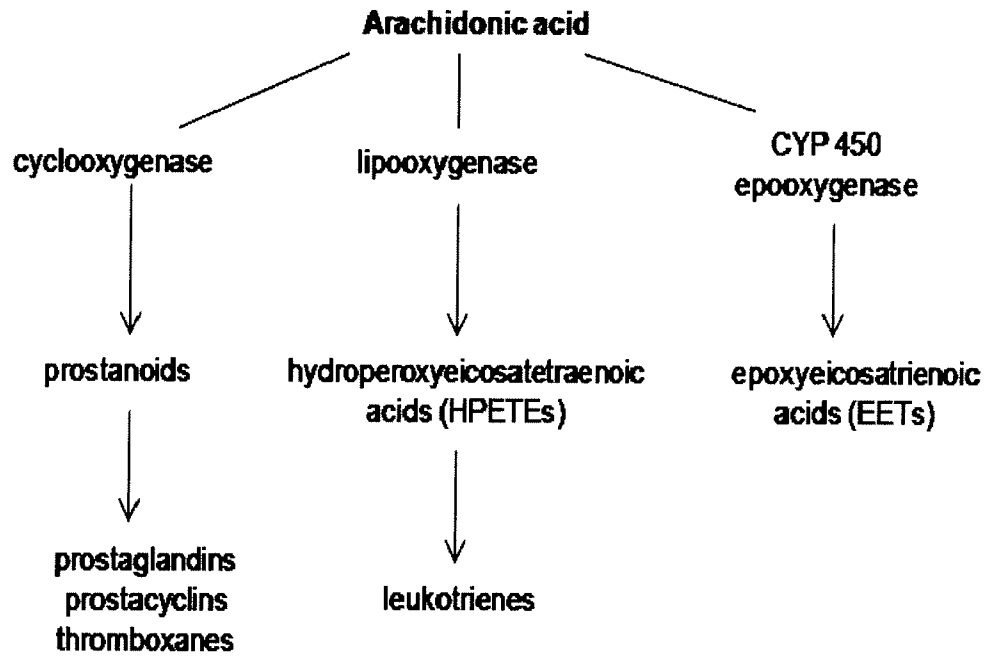 Arachidonic acid
cyclooxygenase
lipooxygenase
CYP 450
epooxygenase
prostanoids
hydroperoxyeicosatetraenoic
acids (HPETEs)
epoxyeicosatrienoic
acids (EETs)
prostaglandins
prostacyclins
thromboxanes
leukotrienes